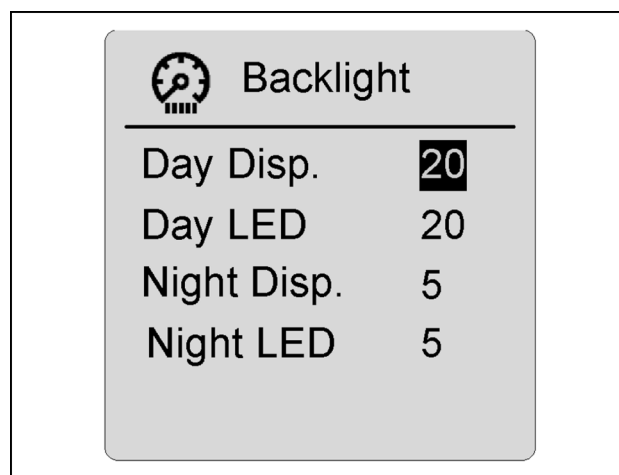 Backlight
Day Disp. 20
Day LED 20
Night Disp. 5
Night LED 5